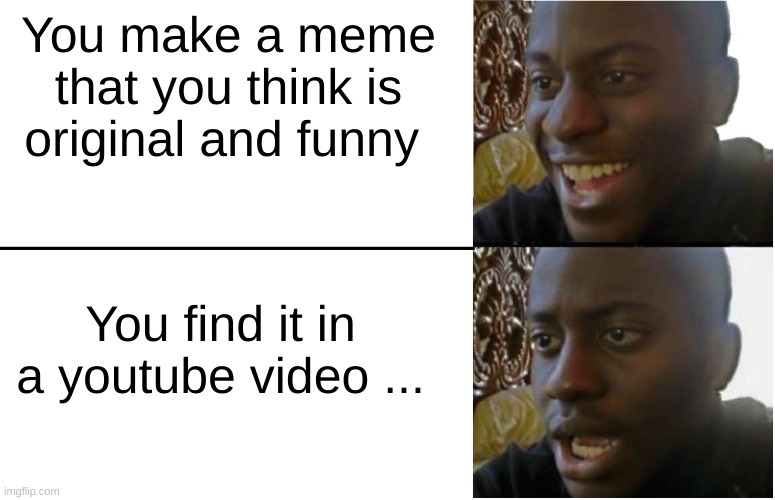 You make a meme
that you think is
original and funny
You find it in
a youtube video ...
imgflip.com